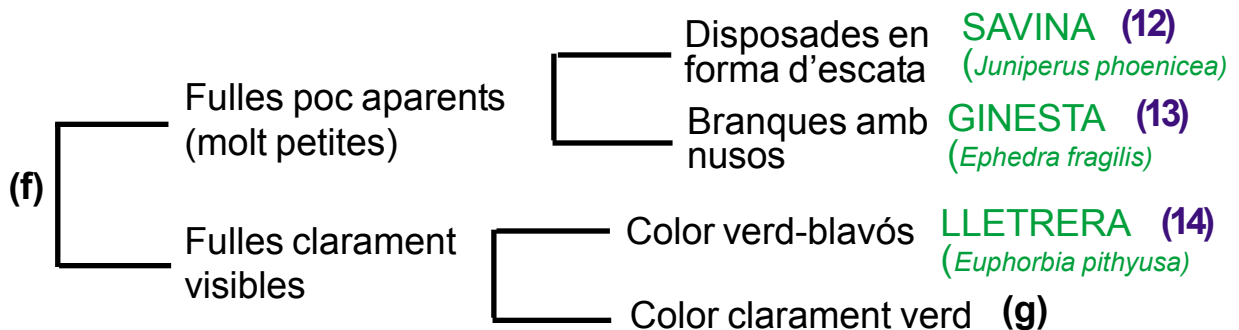 (f)
Fulles poc aparents
(molt petites)
Disposades en
forma d'escata
SAVINA (12)
(Juniperus phoenicea)
Branques amb
nusos
GINESTA (13)
(Ephedra fragilis)
Fulles clarament
visibles
Color verd-blavós
LLETRERA (14)
(Euphorbia pithyusa)
Color clarament verd (g)